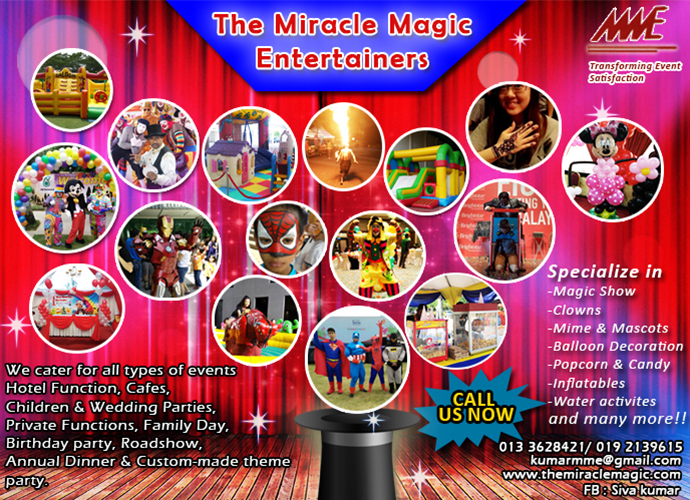 The Miracle Magic
Entertainers
MME
Transforming Event
Satisfaction
Specialize in
-Magic Show
-Clowns
-Mime & Mascots
-Balloon Decoration
-Popcorn & Candy
-Inflatables
-Water activites
and many more!!
We cater for all types of events
Hotel Function, Cafes,
Children & Wedding Parties,
Private Functions, Family Day,
Birthday party, Roadshow,
Annual Dinner & Custom-made theme
party.
CALL
US NOW
013 3628421/ 019 2139615
kumarmme@gmail.com
www.themiraclemagic.com
FB : Siva kumar